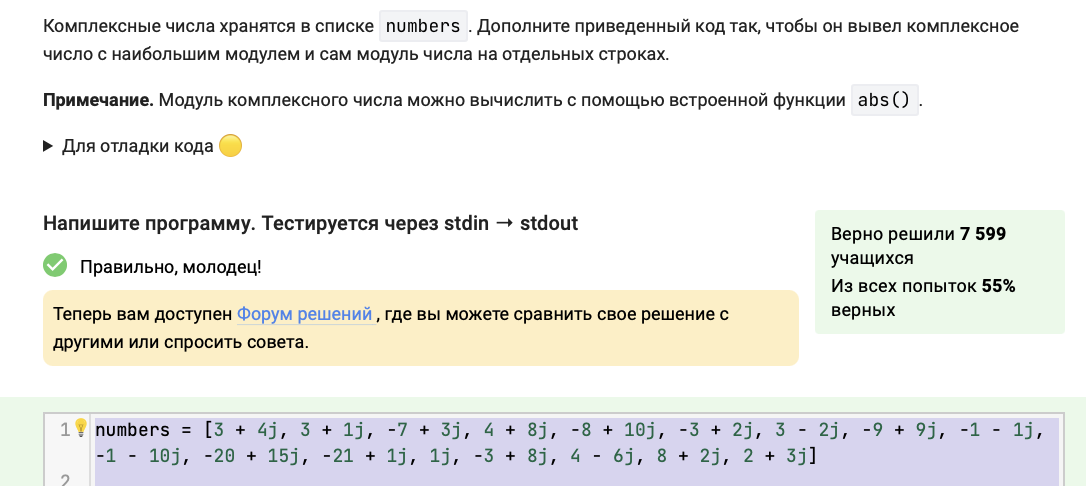 Комплексные числа хранятся в списке numbers. Дополните приведенный код так, чтобы он вывел комплексное
число с наибольшим модулем и сам модуль числа на отдельных строках.
Примечание. Модуль комплексного числа можно вычислить с помощью встроенной функции abs().
Для отладки кода
Напишите программу. Тестируется через stdin → stdout
Правильно, молодец!
Теперь вам доступен Форум решений, где вы можете сравнить свое решение с
другими или спросить совета.
Верно решили 7 599
учащихся
Из всех попыток 55%
верных
1 numbers = [3 + 4j, 3 + 1j, -7 + 3j, 4 + 8j, -8 + 10j, -3 + 2j, 3 - 2j, -9 + 9j, -1 - 1j,
-1 - 10j, -20 + 15j, -21 + 1j, 1j, -3 + 8j, 4 - 6j, 8 + 2j, 2 + 3j]
2